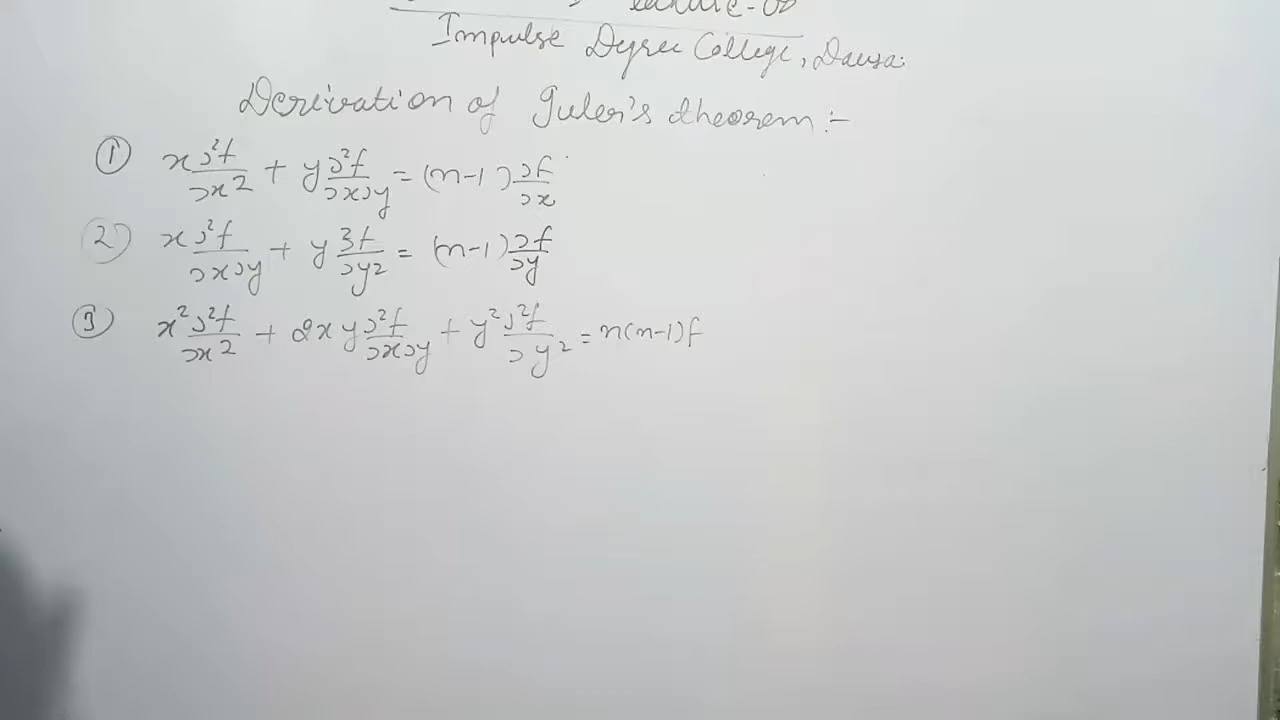 Impulse Degree College, Dausa.
Derivation of Euler's theorem :-
① x ∂²f/∂x² + y ∂²f/∂x∂y = (n-1) ∂f/∂x
② x ∂²f/∂x∂y + y ∂²f/∂y² = (n-1) ∂f/∂y
③ x² ∂²f/∂x² + 2xy ∂²f/∂x∂y + y² ∂²f/∂y² = n(n-1)f